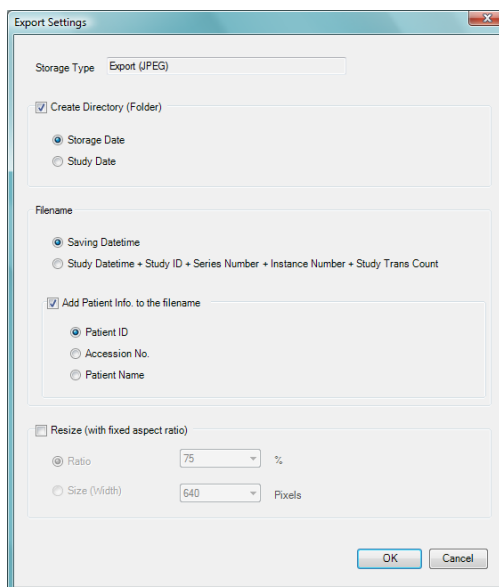 Export Settings
Storage Type Export (JPEG)
Create Directory (Folder)
Storage Date
Study Date
Filename
Saving Datetime
Study Datetime + Study ID + Series Number + Instance Number + Study Trans Count
Add Patient Info. to the filename
Patient ID
Accession No.
Patient Name
Resize (with fixed aspect ratio)
Ratio 75 %
Size (Width) 640 Pixels
OK Cancel